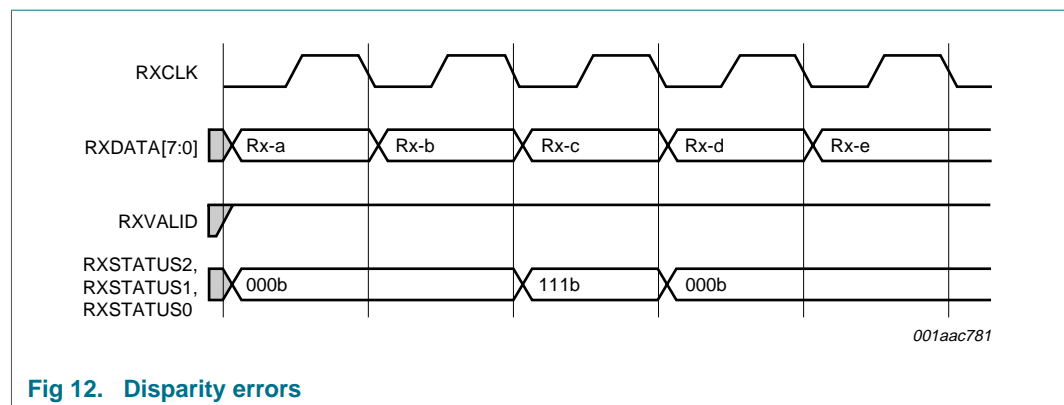 RXCLK
RXDATA[7:0]
Rx-a
Rx-b
Rx-c
Rx-d
Rx-e
RXVALID
RXSTATUS2,
RXSTATUS1,
RXSTATUS0
000b
111b
000b
001aac781
Fig 12. Disparity errors